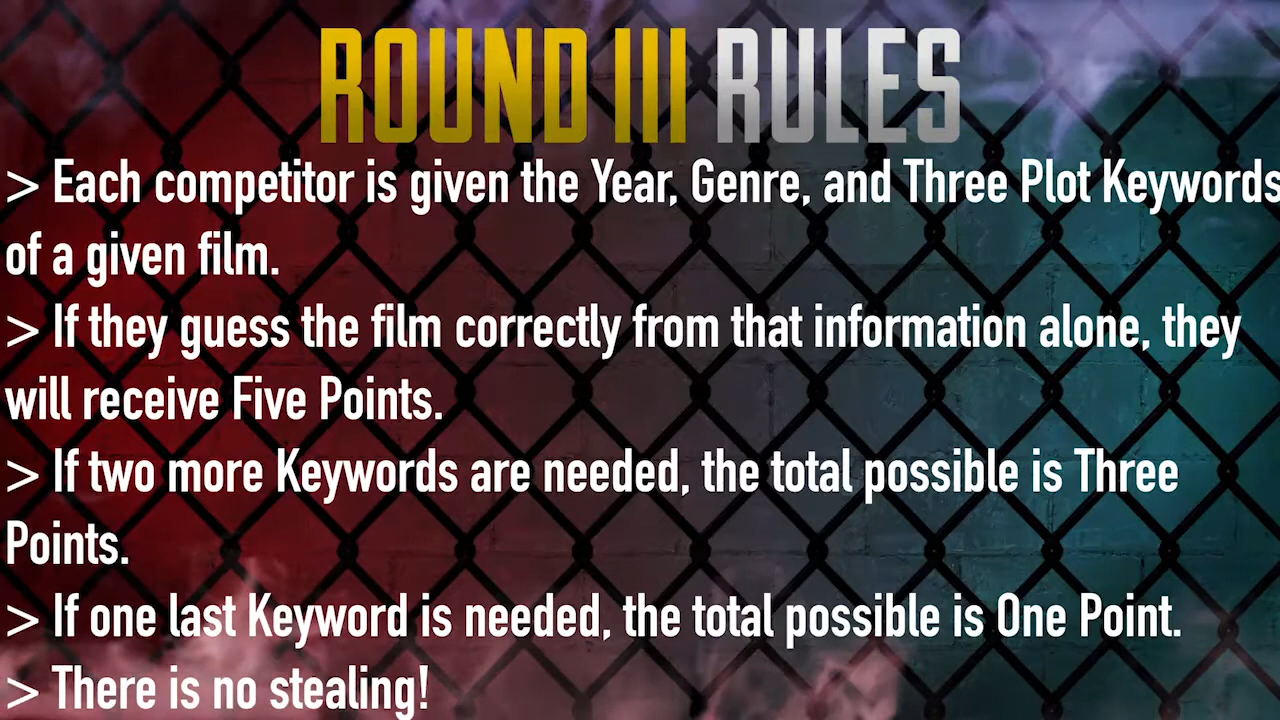 ROUND III RULES
> Each competitor is given the Year, Genre, and Three Plot Keywords
of a given film.
> If they guess the film correctly from that information alone, they
will receive Five Points.
> If two more Keywords are needed, the total possible is Three
Points.
> If one last Keyword is needed, the total possible is One Point.
> There is no stealing!